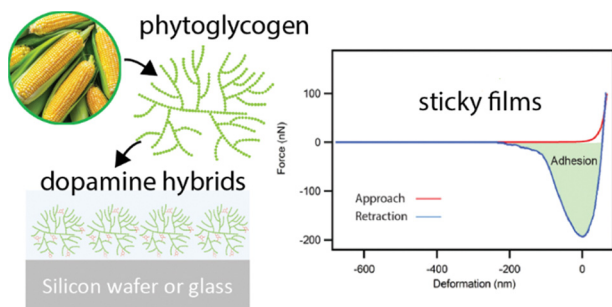 phytoglycogen
dopamine hybrids
Silicon wafer or glass
sticky films
Force (nN)
100
0
-100
-200
Adhesion
Approach
Retraction
-600
-400
-200
0
Deformation (nm)